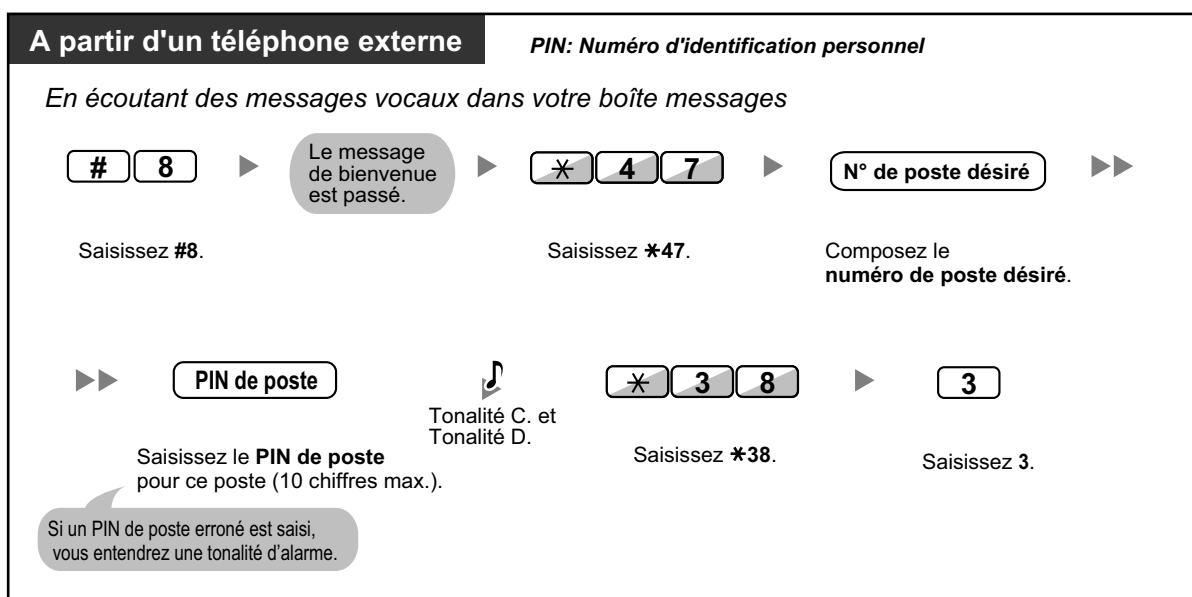 A partir d'un téléphone externe
PIN: Numéro d'identification personnel
En écoutant des messages vocaux dans votre boîte messages
# 8
Le message
de bienvenue
est passé.
* 4 7
N° de poste désiré
Saisissez #8.
Saisissez *47.
Composez le
numéro de poste désiré.
PIN de poste
Tonalité C. et
Tonalité D.
* 3 8
3
Saisissez le PIN de poste
pour ce poste (10 chiffres max.).
Saisissez *38.
Saisissez 3.
Si un PIN de poste erroné est saisi,
vous entendrez une tonalité d’alarme.